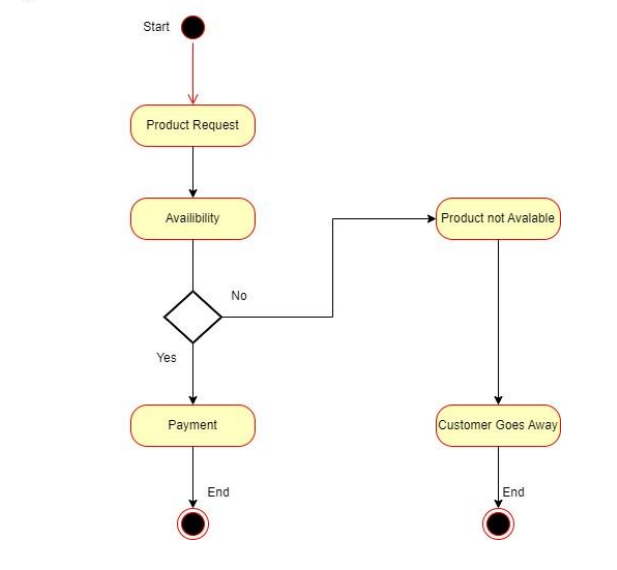 Start
Product Request
Availibility
Product not Avalable
No
Yes
Payment
Customer Goes Away
End
End